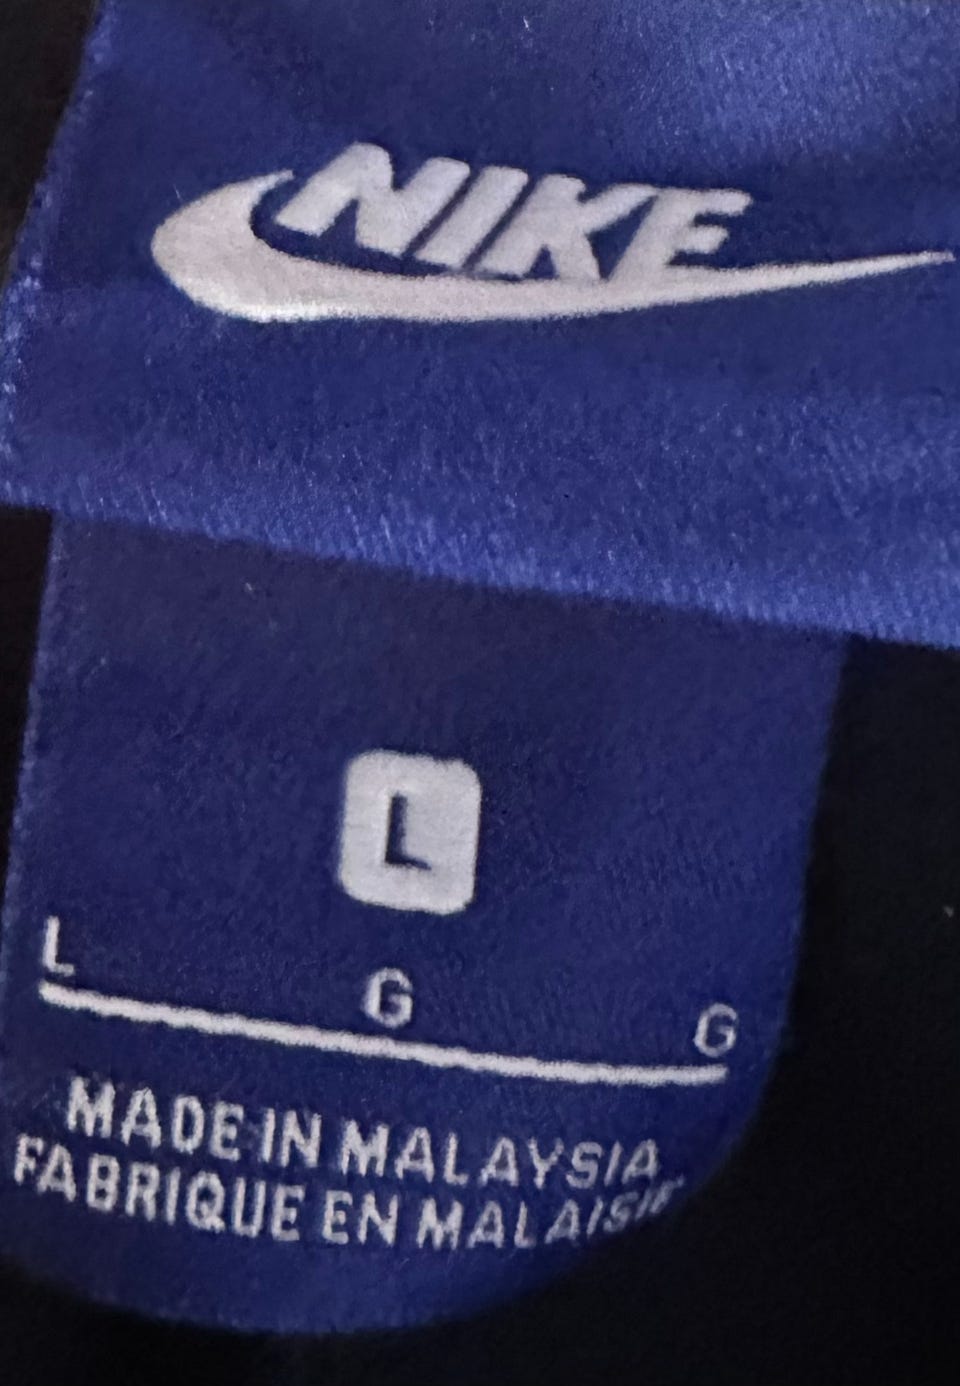 NIKE
L
L G G
MADE IN MALAYSIA
FABRIQUE EN MALAISIE